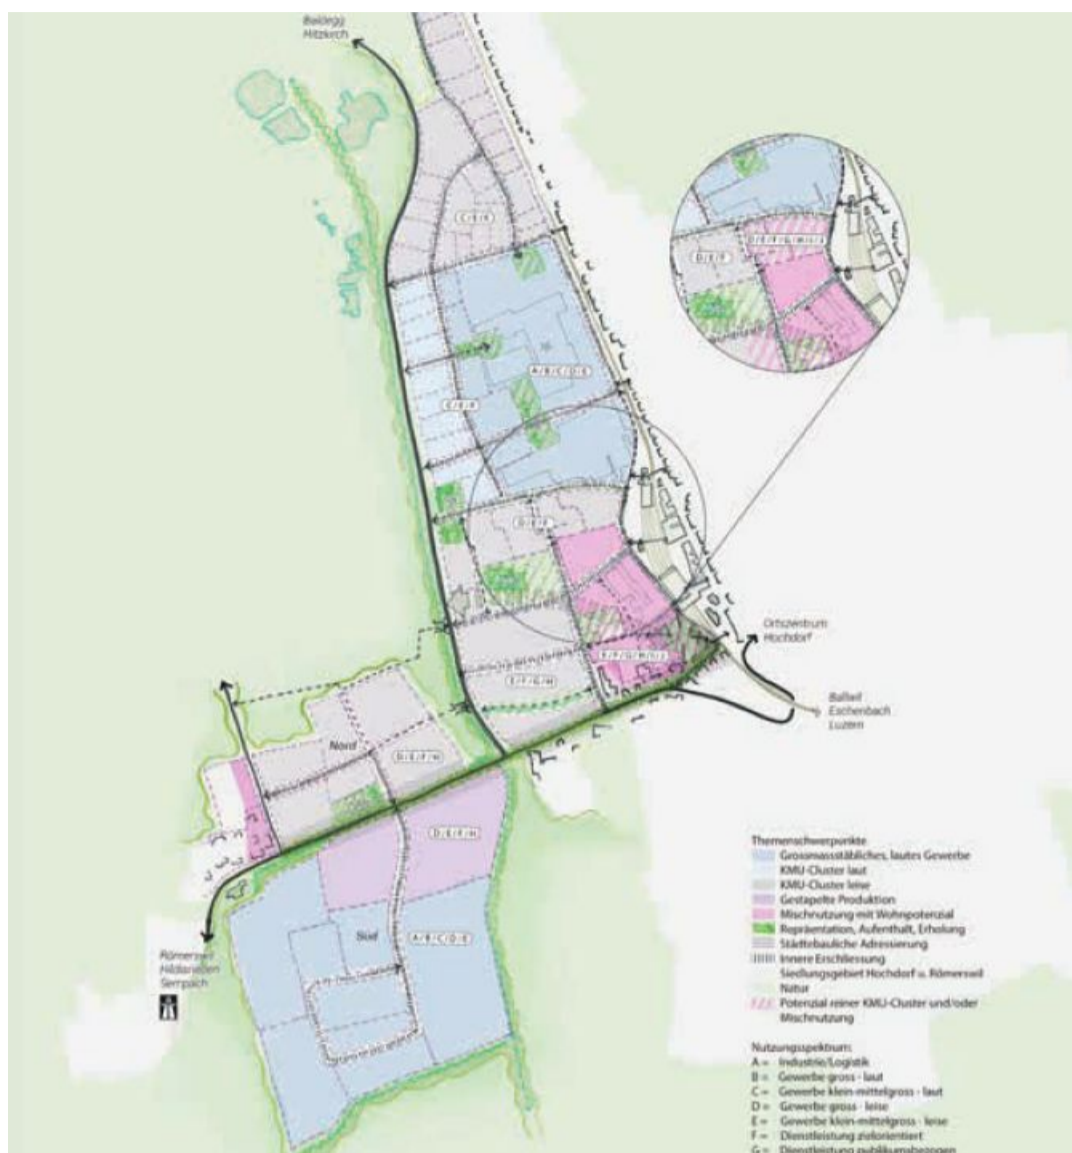 Baldegg
Hitzkirch
C / E / F
A / B / C / D / E
C / E / F
D / E / F
D / E / F
E / F / G / H / I / J
E / F / G / H
Ortszentrum
Hochdorf
Ballwil
Eschenbach
Luzern
Nord
D / E / F / H
D / E / F / H
Süd
A / B / C / D / E
Römerswil
Hildisrieden
Sempach
Themenschwerpunkte
Grossmassstäbliches, lautes Gewerbe
KMU-Cluster laut
KMU-Cluster leise
Gestapelte Produktion
Mischnutzung mit Wohnpotenzial
Repräsentation, Aufenthalt, Erholung
Städtebauliche Adressierung
Innere Erschliessung
Siedlungsgebiet Hochdorf u. Römerswil
Natur
Potenzial reiner KMU-Cluster und/oder
Mischnutzung
Nutzungsspektrum:
A = Industrie/Logistik
B = Gewerbe gross - laut
C = Gewerbe klein-mittelgross - laut
D = Gewerbe gross - leise
E = Gewerbe klein-mittelgross - leise
F = Dienstleistung zielorientiert
G = Dienstleistung publikumsbezogen